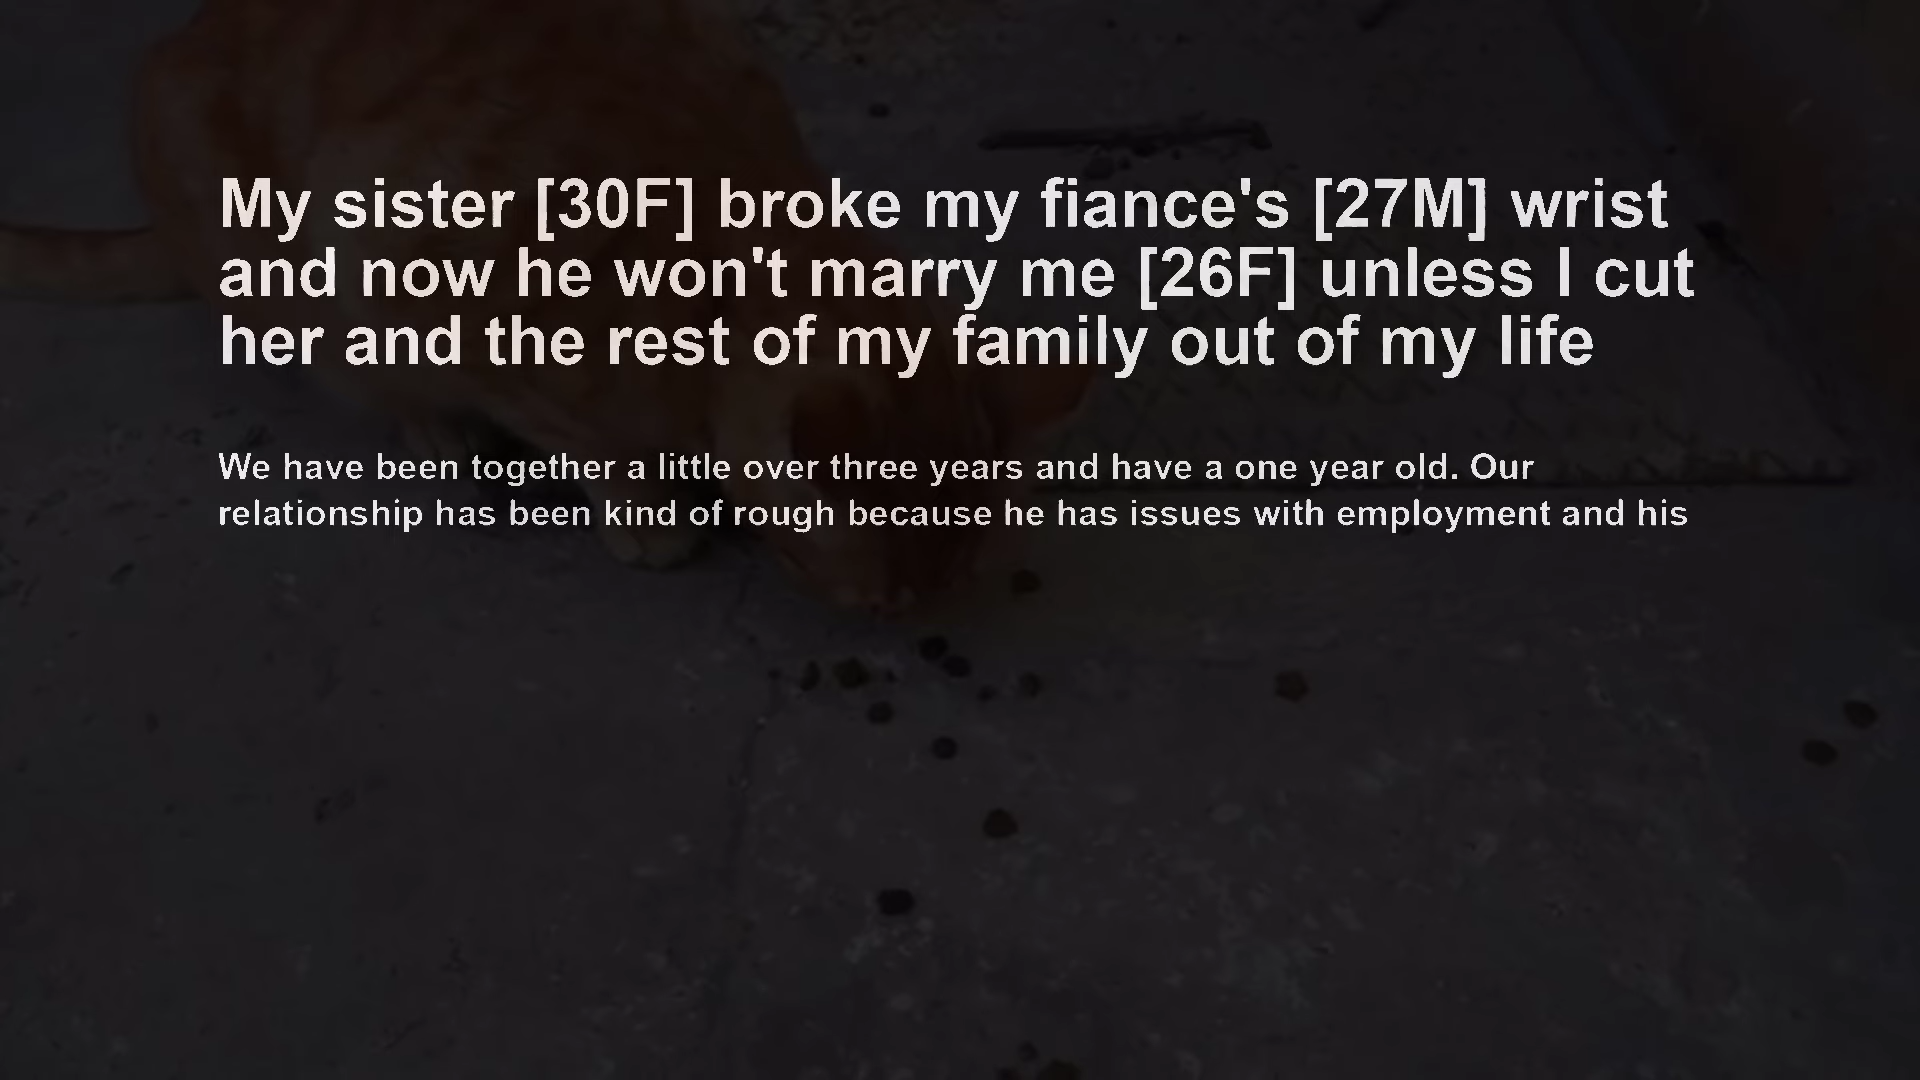 My sister [30F] broke my fiance's [27M] wrist
and now he won't marry me [26F] unless I cut
her and the rest of my family out of my life
We have been together a little over three years and have a one year old. Our
relationship has been kind of rough because he has issues with employment and his